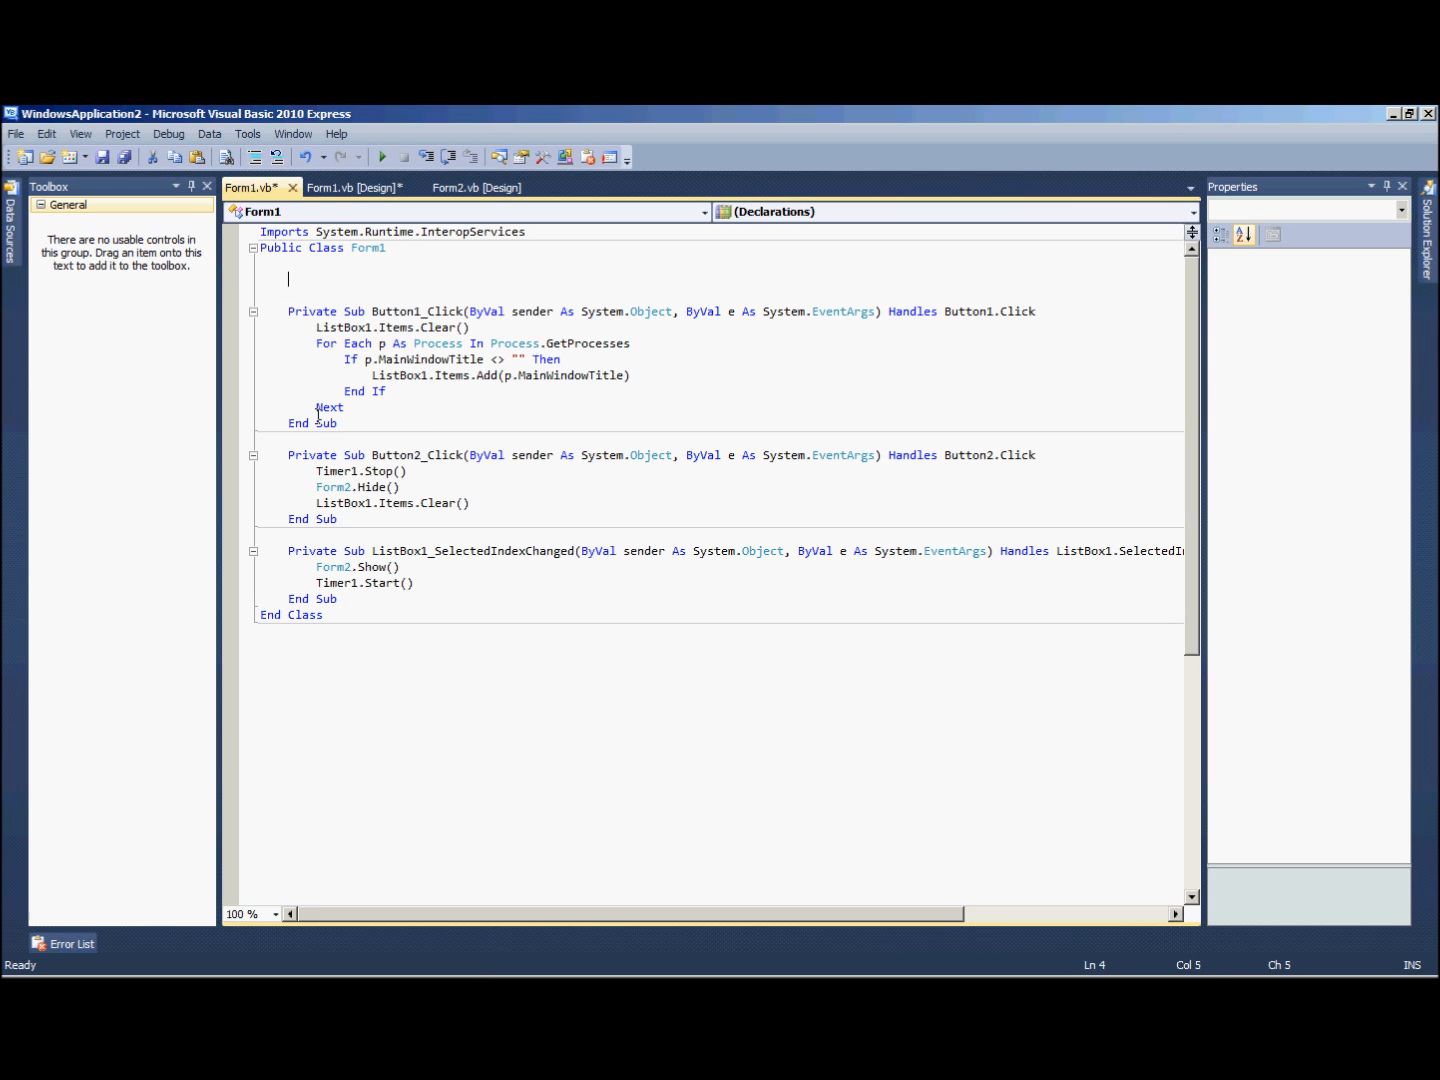 WindowsApplication2 - Microsoft Visual Basic 2010 Express
File Edit View Project Debug Data Tools Window Help
Toolbox
Form1.vb*
Form1.vb [Design]*
Form2.vb [Design]
Properties
Data Sources
General
There are no usable controls in
this group. Drag an item onto this
text to add it to the toolbox.
Form1
(Declarations)
Solution Explorer
Imports System.Runtime.InteropServices
Public Class Form1
Private Sub Button1_Click(ByVal sender As System.Object, ByVal e As System.EventArgs) Handles Button1.Click
ListBox1.Items.Clear()
For Each p As Process In Process.GetProcesses
If p.MainWindowTitle <> "" Then
ListBox1.Items.Add(p.MainWindowTitle)
End If
Next
End Sub
Private Sub Button2_Click(ByVal sender As System.Object, ByVal e As System.EventArgs) Handles Button2.Click
Timer1.Stop()
Form2.Hide()
ListBox1.Items.Clear()
End Sub
Private Sub ListBox1_SelectedIndexChanged(ByVal sender As System.Object, ByVal e As System.EventArgs) Handles ListBox1.SelectedI
Form2.Show()
Timer1.Start()
End Sub
End Class
100 %
Error List
Ready
Ln 4
Col 5
Ch 5
INS